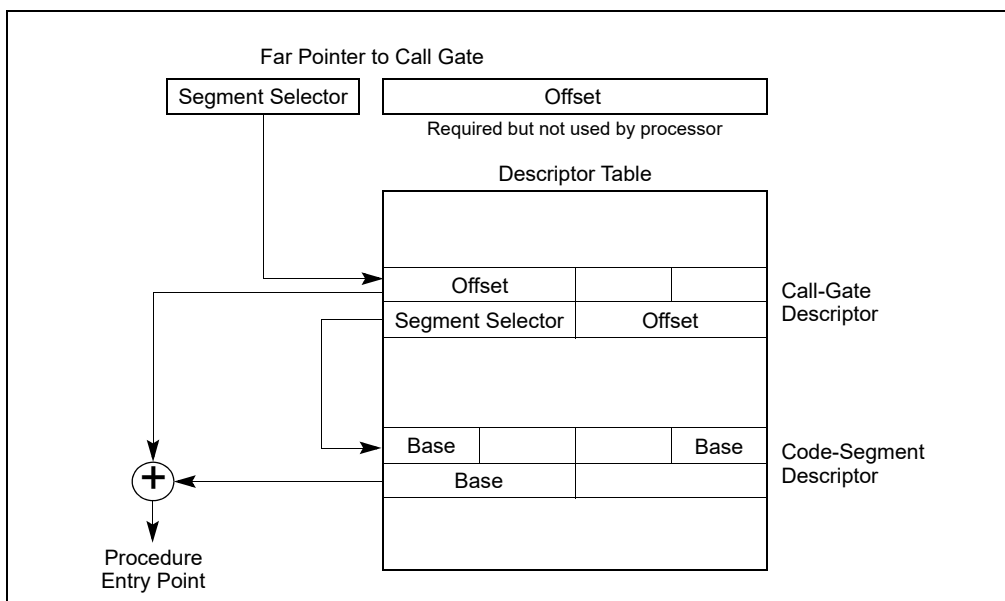 Far Pointer to Call Gate
Segment Selector
Offset
Required but not used by processor
Descriptor Table
Offset
Call-Gate
Descriptor
Segment Selector
Offset
Base
Base
Code-Segment
Descriptor
Base
+
Procedure
Entry Point